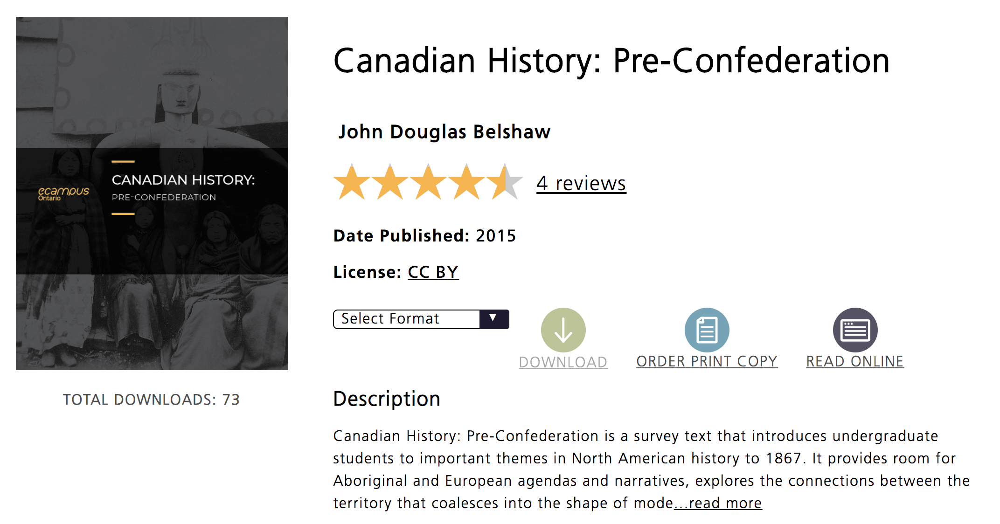 Canadian History: Pre-Confederation
John Douglas Belshaw
4 reviews
Date Published: 2015
License: CC BY
Select Format
DOWNLOAD
ORDER PRINT COPY
READ ONLINE
ecampus
Ontario
CANADIAN HISTORY:
PRE-CONFEDERATION
TOTAL DOWNLOADS: 73
Description
Canadian History: Pre-Confederation is a survey text that introduces undergraduate
students to important themes in North American history to 1867. It provides room for
Aboriginal and European agendas and narratives, explores the connections between the
territory that coalesces into the shape of mode...read more